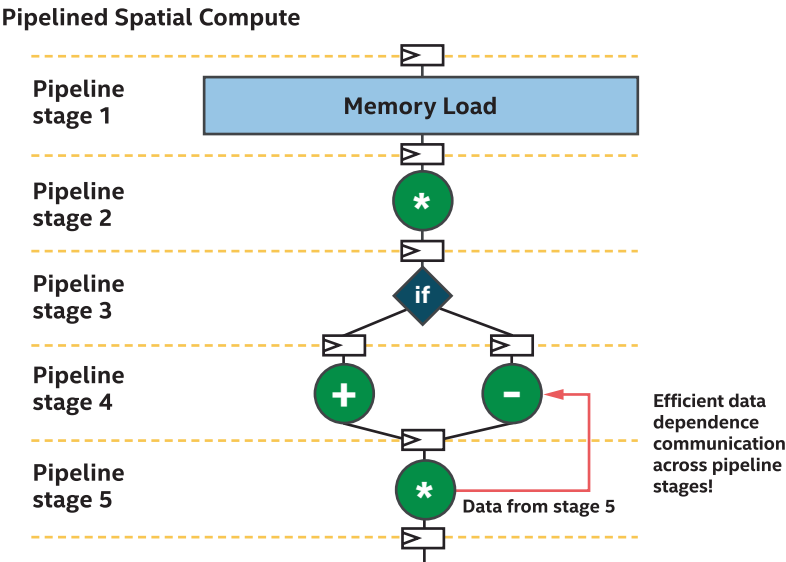 Pipelined Spatial Compute
Pipeline
stage 1
Memory Load
Pipeline
stage 2
*
Pipeline
stage 3
if
Pipeline
stage 4
+
-
Efficient data
dependence
communication
across pipeline
stages!
Pipeline
stage 5
*
Data from stage 5